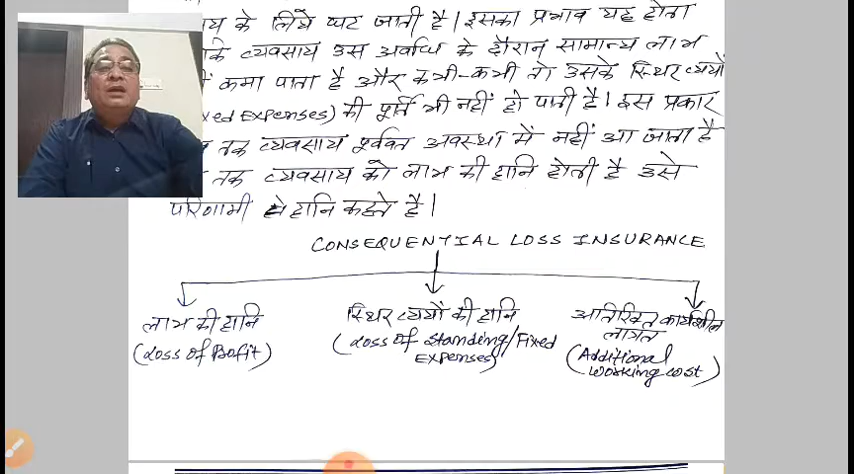 के लिये घट जाती है। इसका प्रभाव यह होता
कि व्यवसाय उस अवधि के दौरान सामान्य लाभ
कमा पाता है और कभी-कभी तो उसके स्थिर व्ययों
xed Expenses) की पूर्ति भी नहीं हो पाती है। इस प्रकार
तक व्यवसाय पूर्वक्त अवस्था में नहीं आ जाता है
तक व्यवसाय को लाभ की हानि होती है उसे
परिणामी हानि कहते है।
CONSEQUENTIAL LOSS INSURANCE
लाभ की हानि
(Loss of Profit)
स्थिर व्ययों की हानि
(Loss of Standing/Fixed
Expenses)
अतिरिक्त कार्यशील
लागत
(Additional
Working Cost)